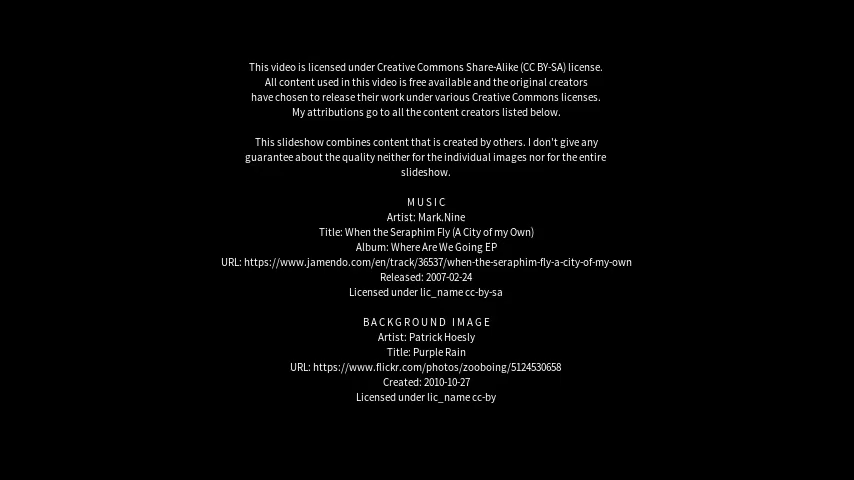 This video is licensed under Creative Commons Share-Alike (CC BY-SA) license.
All content used in this video is free available and the original creators
have chosen to release their work under various Creative Commons licenses.
My attributions go to all the content creators listed below.
This slideshow combines content that is created by others. I don't give any
guarantee about the quality neither for the individual images nor for the entire
slideshow.
MUSIC
Artist: Mark.Nine
Title: When the Seraphim Fly (A City of my Own)
Album: Where Are We Going EP
URL: https://www.jamendo.com/en/track/36537/when-the-seraphim-fly-a-city-of-my-own
Released: 2007-02-24
Licensed under lic_name cc-by-sa
BACKGROUND IMAGE
Artist: Patrick Hoesly
Title: Purple Rain
URL: https://www.flickr.com/photos/zooboing/5124530658
Created: 2010-10-27
Licensed under lic_name cc-by